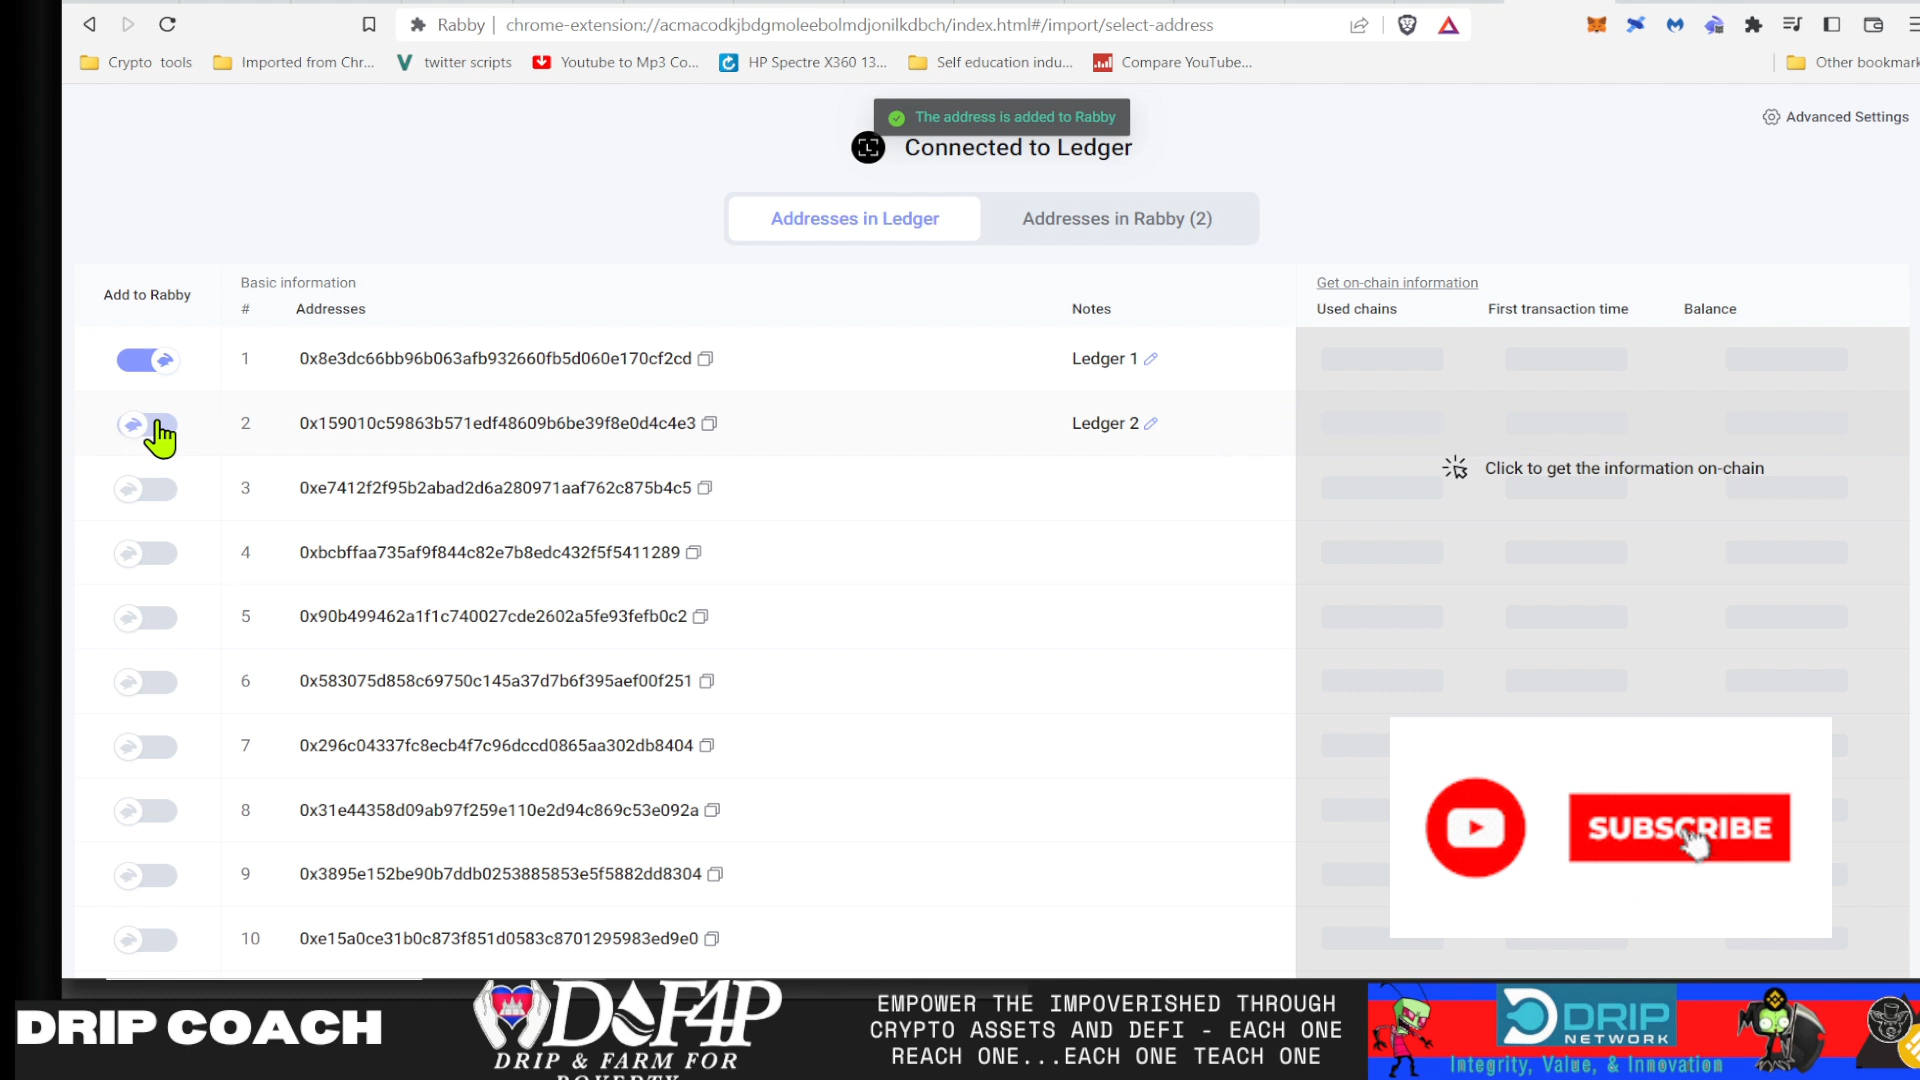 Rabby | chrome-extension://acmacodkjbdgmoleebolmdjonilkdbch/index.html#/import/select-address
Crypto tools
Imported from Chr...
twitter scripts
Youtube to Mp3 Co...
HP Spectre X360 13...
Self education indu...
Compare YouTube...
Other bookmark
The address is added to Rabby
Advanced Settings
Connected to Ledger
Addresses in Ledger
Addresses in Rabby (2)
Add to Rabby
Basic information
Get on-chain information
# Addresses Notes
Used chains First transaction time Balance
1 0x8e3dc66bb96b063afb932660fb5d060e170cf2cd Ledger 1
2 0x159010c59863b571edf48609b6be39f8e0d4c4e3 Ledger 2
Click to get the information on-chain
3 0xe7412f2f95b2abad2d6a280971aaf762c875b4c5
4 0xbcbffaa735af9f844c82e7b8edc432f5f5411289
5 0x90b499462a1f1c740027cde2602a5fe93fefb0c2
6 0x583075d858c69750c145a37d7b6f395aef00f251
7 0x296c04337fc8ecb4f7c96dccd0865aa302db8404
8 0x31e44358d09ab97f259e110e2d94c869c53e092a
9 0x3895e152be90b7ddb0253885853e5f5882dd8304
10 0xe15a0ce31b0c873f851d0583c8701295983ed9e0
SUBSCRIBE
DRIP COACH
D&F4P
DRIP & FARM FOR
POVERTY
EMPOWER THE IMPOVERISHED THROUGH
CRYPTO ASSETS AND DEFI - EACH ONE
REACH ONE...EACH ONE TEACH ONE
DRIP
NETWORK
Integrity, Value, & Innovation